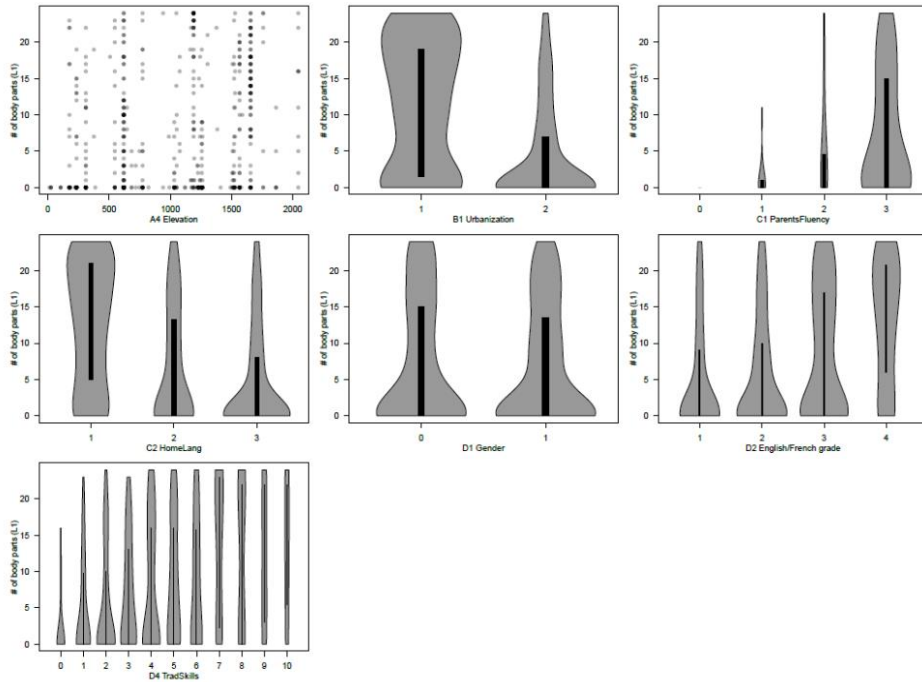 # of body parts (L1)
20
15
10
5
0
0 500 1000 1500 2000
A4 Elevation
# of body parts (L1)
20
15
10
5
0
1 2
B1 Urbanization
# of body parts (L1)
20
15
10
5
0
0 1 2 3
C1 ParentsFluency
# of body parts (L1)
20
15
10
5
0
1 2 3
C2 HomeLang
# of body parts (L1)
20
15
10
5
0
0 1
D1 Gender
# of body parts (L1)
20
15
10
5
0
1 2 3 4
D2 English/French grade
# of body parts (L1)
20
15
10
5
0
0 1 2 3 4 5 6 7 8 9 10
D4 TradSkills